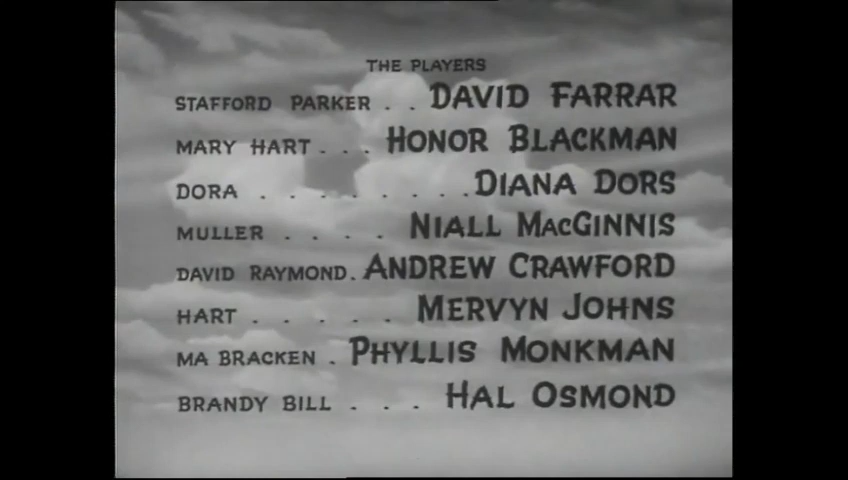 THE PLAYERS
STAFFORD PARKER . . DAVID FARRAR
MARY HART . . . HONOR BLACKMAN
DORA . . . . . . . . DIANA DORS
MULLER . . . . NIALL MACGINNIS
DAVID RAYMOND. ANDREW CRAWFORD
HART . . . . . MERVYN JOHNS
MA BRACKEN . PHYLLIS MONKMAN
BRANDY BILL . . . HAL OSMOND